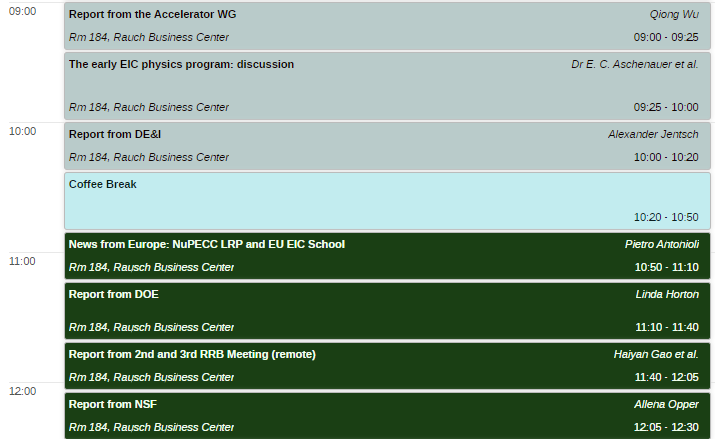 09:00
Report from the Accelerator WG Qiong Wu
Rm 184, Rauch Business Center 09:00 - 09:25
The early EIC physics program: discussion Dr E. C. Aschenauer et al.
Rm 184, Rauch Business Center 09:25 - 10:00
10:00
Report from DE&I Alexander Jentsch
Rm 184, Rauch Business Center 10:00 - 10:20
Coffee Break
10:20 - 10:50
News from Europe: NuPECC LRP and EU EIC School Pietro Antonioli
11:00
Rm 184, Rausch Business Center 10:50 - 11:10
Report from DOE Linda Horton
Rm 184, Rausch Business Center 11:10 - 11:40
Report from 2nd and 3rd RRB Meeting (remote) Haiyan Gao et al.
Rm 184, Rausch Business Center 11:40 - 12:05
12:00
Report from NSF Allena Opper
Rm 184, Rausch Business Center 12:05 - 12:30